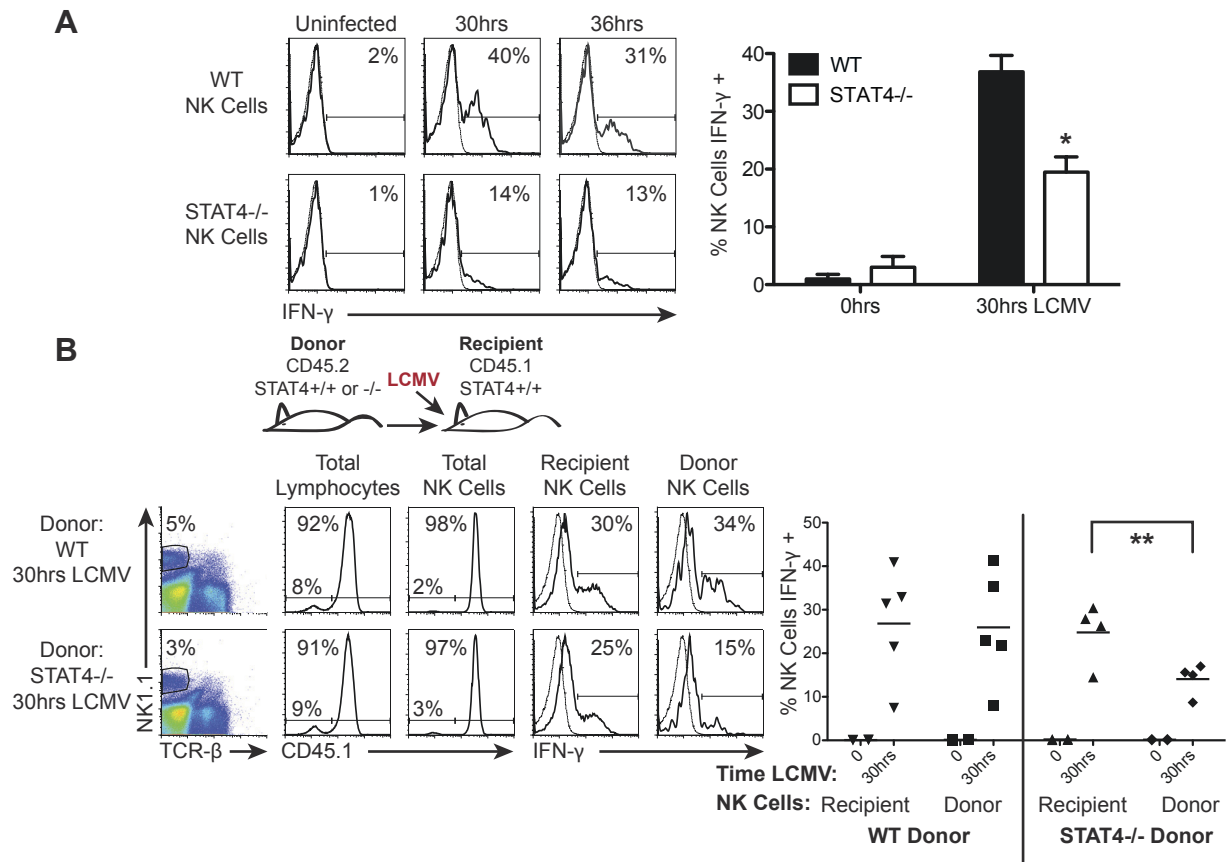 A
Uninfected 30hrs 36hrs
WT
NK Cells
2% 40% 31%
STAT4-/-
NK Cells
1% 14% 13%
IFN-γ
% NK Cells IFN-γ +
40
30
20
10
0
WT
STAT4-/-
*
0hrs 30hrs LCMV
B
Donor
CD45.2
STAT4+/+ or -/-
LCMV
Recipient
CD45.1
STAT4+/+
Total
Lymphocytes
Total
NK Cells
Recipient
NK Cells
Donor
NK Cells
Donor:
WT
30hrs LCMV
5% 92% 98% 30% 34%
8% 2%
Donor:
STAT4-/-
30hrs LCMV
3% 91% 97% 25% 15%
9% 3%
NK1.1
TCR-β CD45.1 IFN-γ
% NK Cells IFN-γ +
50
40
30
20
10
0
**
Time LCMV: 0 30hrs 0 30hrs 0 30hrs 0 30hrs
NK Cells: Recipient Donor Recipient Donor
WT Donor STAT4-/- Donor